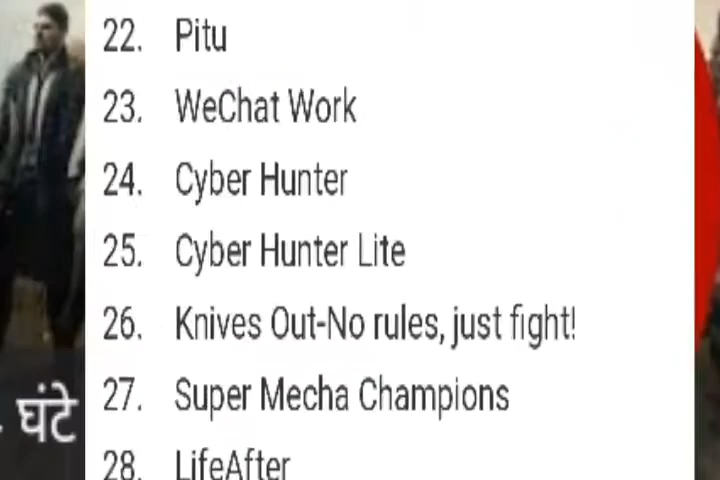 22. Pitu
23. WeChat Work
24. Cyber Hunter
25. Cyber Hunter Lite
26. Knives Out-No rules, just fight!
27. Super Mecha Champions
28. LifeAfter
घंटे